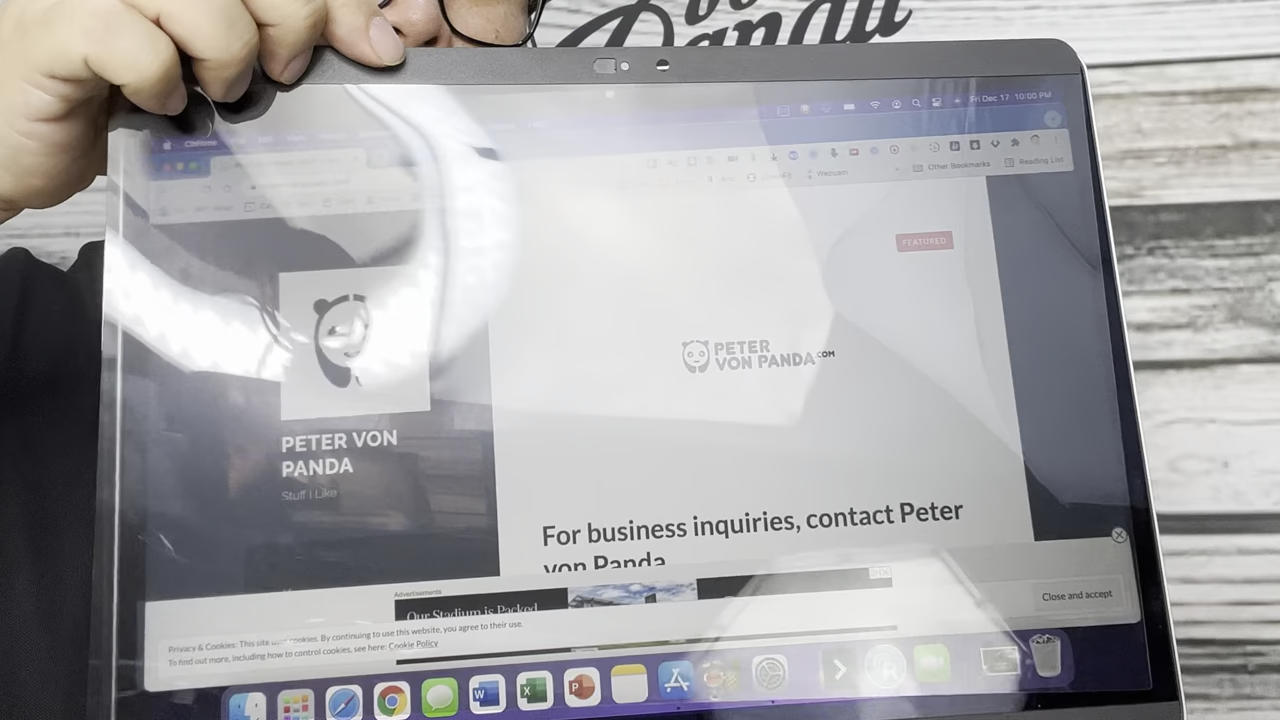 Panda
Fri Dec 17 10:00 PM
Other Bookmarks
Reading List
FEATURED
PETER
VON PANDA.COM
PETER VON
PANDA
Stuff I Like
For business inquiries, contact Peter
von Panda
Advertisements
Our Stadium is Packed
Privacy & Cookies: This site uses cookies. By continuing to use this website, you agree to their use.
To find out more, including how to control cookies, see here: Cookie Policy
Close and accept